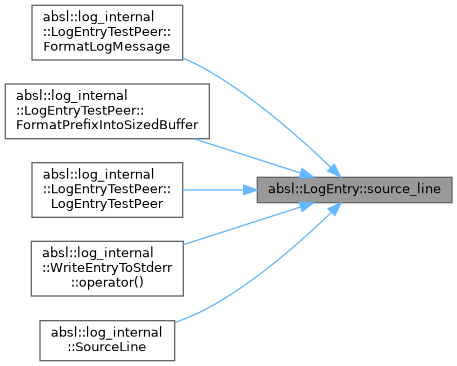 absl::log_internal
::LogEntryTestPeer::
FormatLogMessage
absl::log_internal
::LogEntryTestPeer::
FormatPrefixIntoSizedBuffer
absl::log_internal
::LogEntryTestPeer::
LogEntryTestPeer
absl::LogEntry::source_line
absl::log_internal
::WriteEntryToStderr
::operator()
absl::log_internal
::SourceLine